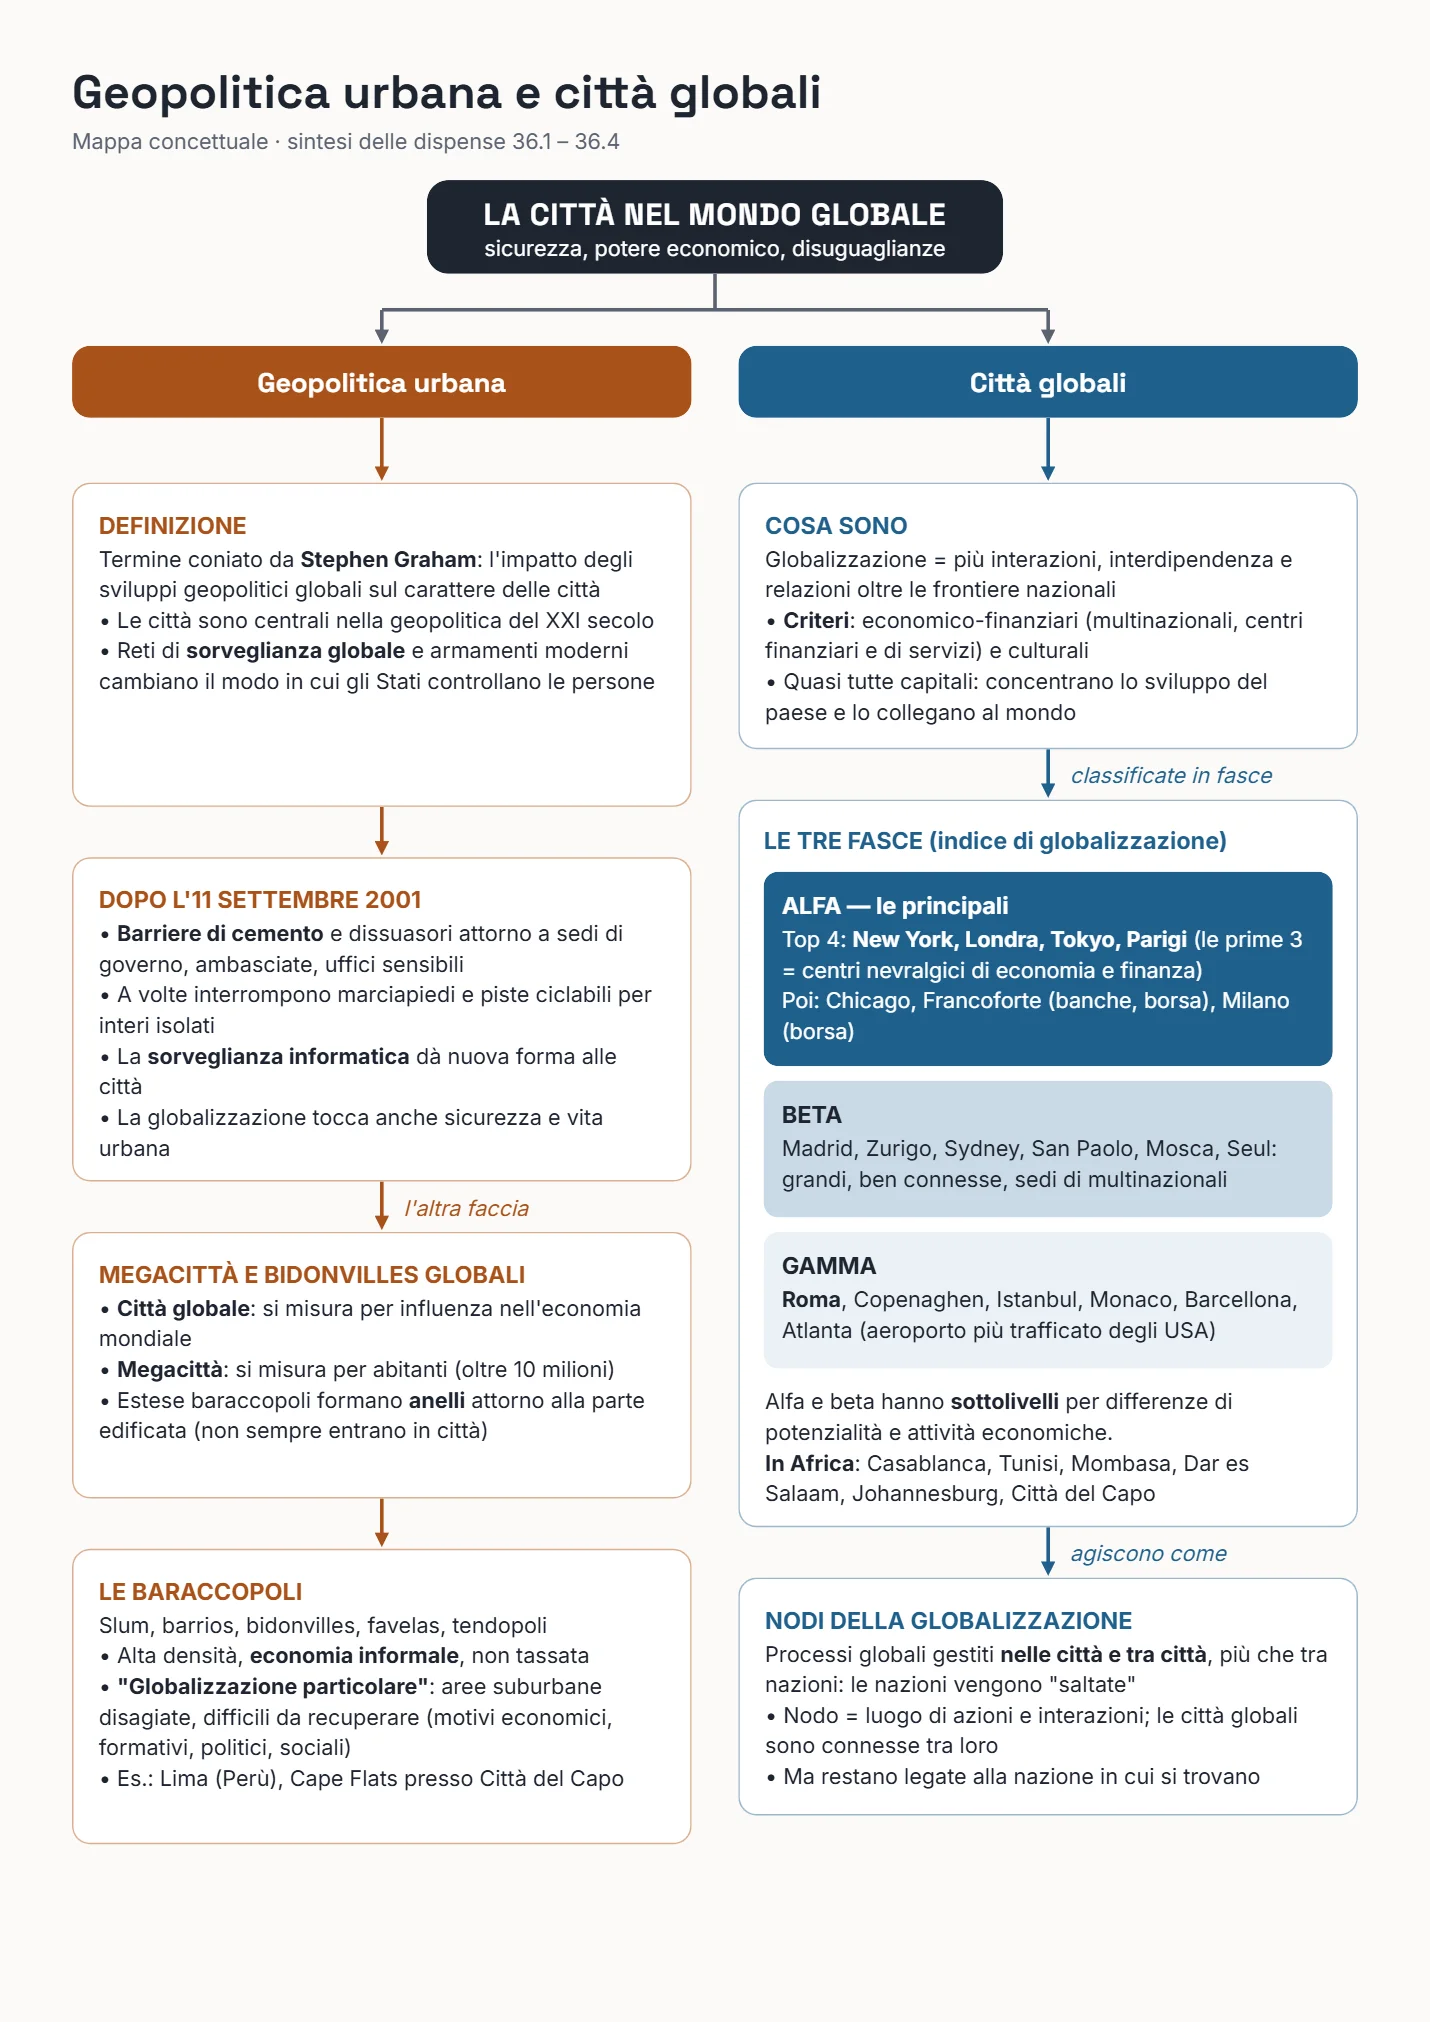 Geopolitica urbana e città globali
Mappa concettuale · sintesi delle dispense 36.1 – 36.4
LA CITTÀ NEL MONDO GLOBALE
sicurezza, potere economico, disuguaglianze
Geopolitica urbana
DEFINIZIONE
Termine coniato da Stephen Graham: l'impatto degli
sviluppi geopolitici globali sul carattere delle città
• Le città sono centrali nella geopolitica del XXI secolo
• Reti di sorveglianza globale e armamenti moderni
cambiano il modo in cui gli Stati controllano le persone
DOPO L'11 SETTEMBRE 2001
• Barriere di cemento e dissuasori attorno a sedi di
governo, ambasciate, uffici sensibili
• A volte interrompono marciapiedi e piste ciclabili per
interi isolati
• La sorveglianza informatica dà nuova forma alle
città
• La globalizzazione tocca anche sicurezza e vita
urbana
l'altra faccia
MEGACITTÀ E BIDONVILLES GLOBALI
• Città globale: si misura per influenza nell'economia
mondiale
• Megacittà: si misura per abitanti (oltre 10 milioni)
• Estese baraccopoli formano anelli attorno alla parte
edificata (non sempre entrano in città)
LE BARACCOPOLI
Slum, barrios, bidonvilles, favelas, tendopoli
• Alta densità, economia informale, non tassata
• "Globalizzazione particolare": aree suburbane
disagiate, difficili da recuperare (motivi economici,
formativi, politici, sociali)
• Es.: Lima (Perù), Cape Flats presso Città del Capo
Città globali
COSA SONO
Globalizzazione = più interazioni, interdipendenza e
relazioni oltre le frontiere nazionali
• Criteri: economico-finanziari (multinazionali, centri
finanziari e di servizi) e culturali
• Quasi tutte capitali: concentrano lo sviluppo del
paese e lo collegano al mondo
classificate in fasce
LE TRE FASCE (indice di globalizzazione)
ALFA — le principali
Top 4: New York, Londra, Tokyo, Parigi (le prime 3
= centri nevralgici di economia e finanza)
Poi: Chicago, Francoforte (banche, borsa), Milano
(borsa)
BETA
Madrid, Zurigo, Sydney, San Paolo, Mosca, Seul:
grandi, ben connesse, sedi di multinazionali
GAMMA
Roma, Copenaghen, Istanbul, Monaco, Barcellona,
Atlanta (aeroporto più trafficato degli USA)
Alfa e beta hanno sottolivelli per differenze di
potenzialità e attività economiche.
In Africa: Casablanca, Tunisi, Mombasa, Dar es
Salaam, Johannesburg, Città del Capo
agiscono come
NODI DELLA GLOBALIZZAZIONE
Processi globali gestiti nelle città e tra città, più che tra
nazioni: le nazioni vengono "saltate"
• Nodo = luogo di azioni e interazioni; le città globali
sono connesse tra loro
• Ma restano legate alla nazione in cui si trovano